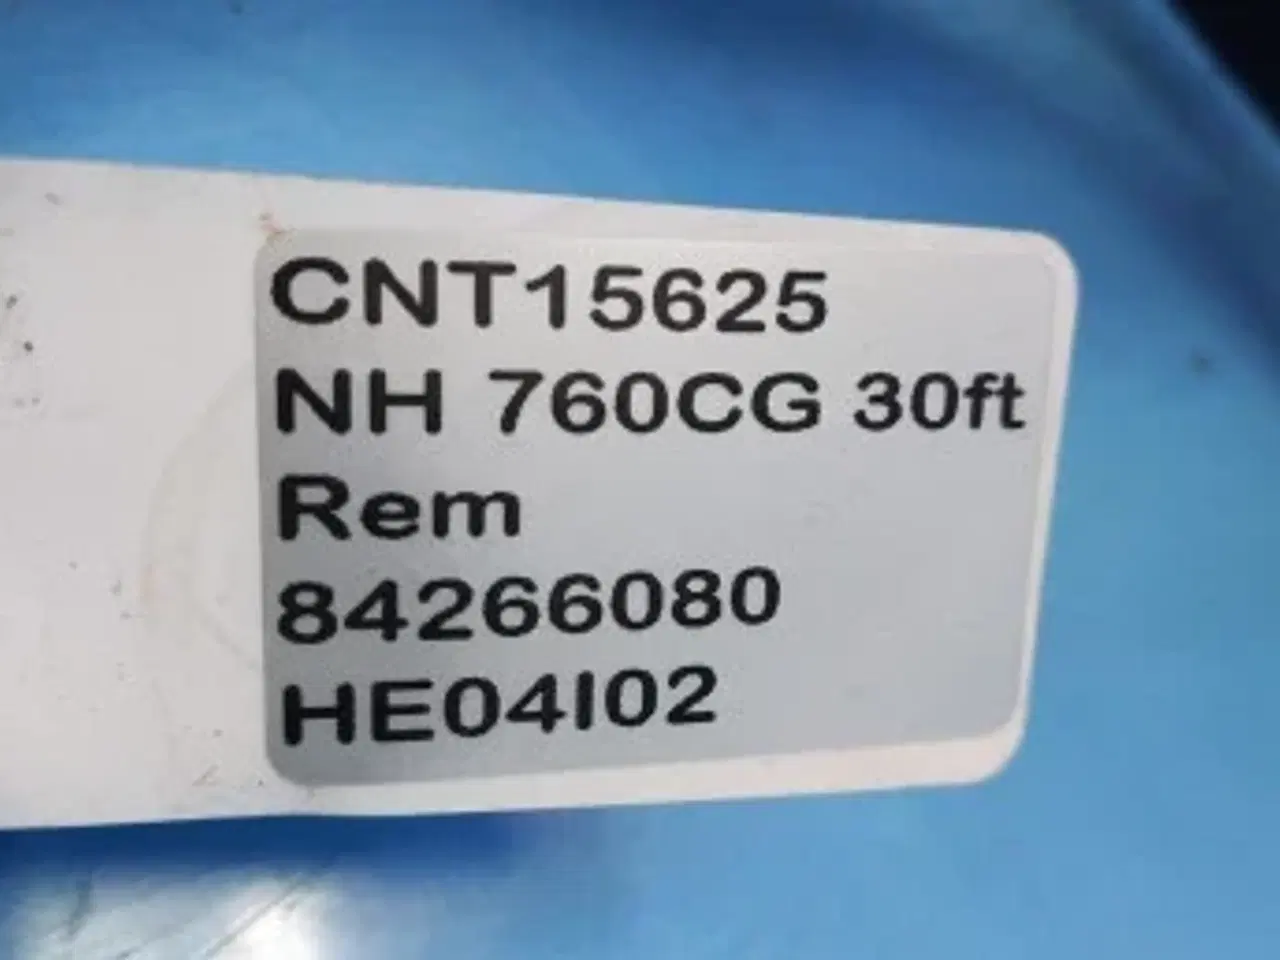 CNT15625
NH 760CG 30ft
Rem
84266080
HE04I02